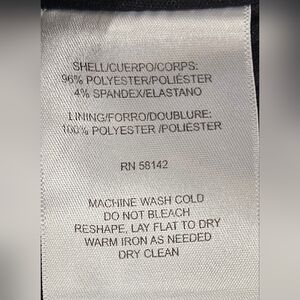 SHELL/CUERPO/CORPS:
96% POLYESTER/POLIÉSTER
4% SPANDEX/ELASTANO
LINING/FORRO/DOUBLURE:
100% POLYESTER /POLIÉSTER
RN 58142
MACHINE WASH COLD
DO NOT BLEACH
RESHAPE, LAY FLAT TO DRY
WARM IRON AS NEEDED
DRY CLEAN